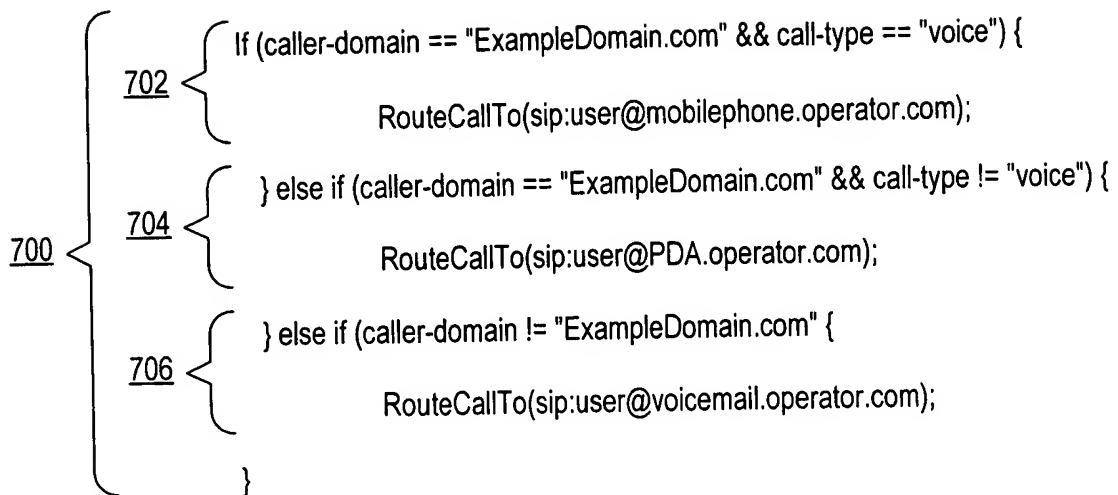 If (caller-domain == "ExampleDomain.com" && call-type == "voice") {
702
RouteCallTo(sip:user@mobilephone.operator.com);
} else if (caller-domain == "ExampleDomain.com" && call-type != "voice") {
704
700
RouteCallTo(sip:user@PDA.operator.com);
} else if (caller-domain != "ExampleDomain.com" {
706
RouteCallTo(sip:user@voicemail.operator.com);
}